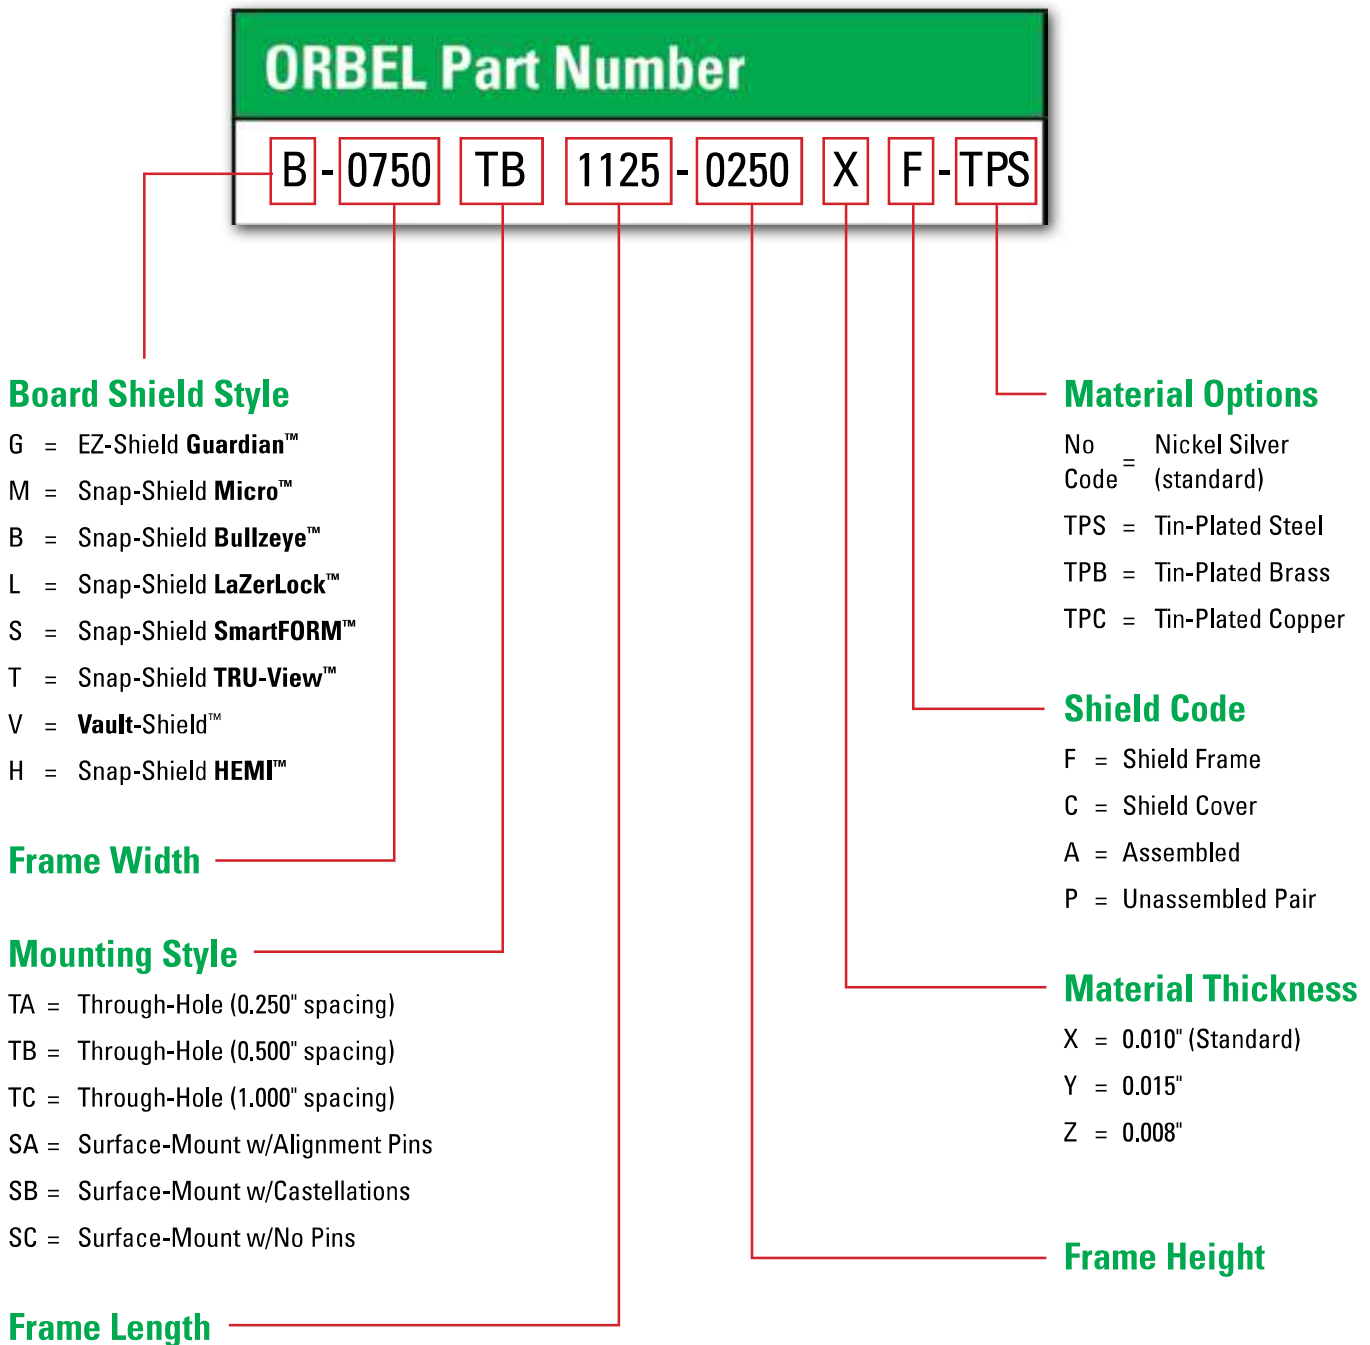 ORBEL Part Number
B - 0750 TB 1125 - 0250 X F - TPS
Board Shield Style
G = EZ-Shield Guardian™
M = Snap-Shield Micro™
B = Snap-Shield Bullzeye™
L = Snap-Shield LaZerLock™
S = Snap-Shield SmartFORM™
T = Snap-Shield TRU-View™
V = Vault-Shield™
H = Snap-Shield HEMI™
Frame Width
Mounting Style
TA = Through-Hole (0.250" spacing)
TB = Through-Hole (0.500" spacing)
TC = Through-Hole (1.000" spacing)
SA = Surface-Mount w/Alignment Pins
SB = Surface-Mount w/Castellations
SC = Surface-Mount w/No Pins
Frame Length
Material Options
No Code = Nickel Silver (standard)
TPS = Tin-Plated Steel
TPB = Tin-Plated Brass
TPC = Tin-Plated Copper
Shield Code
F = Shield Frame
C = Shield Cover
A = Assembled
P = Unassembled Pair
Material Thickness
X = 0.010" (Standard)
Y = 0.015"
Z = 0.008"
Frame Height